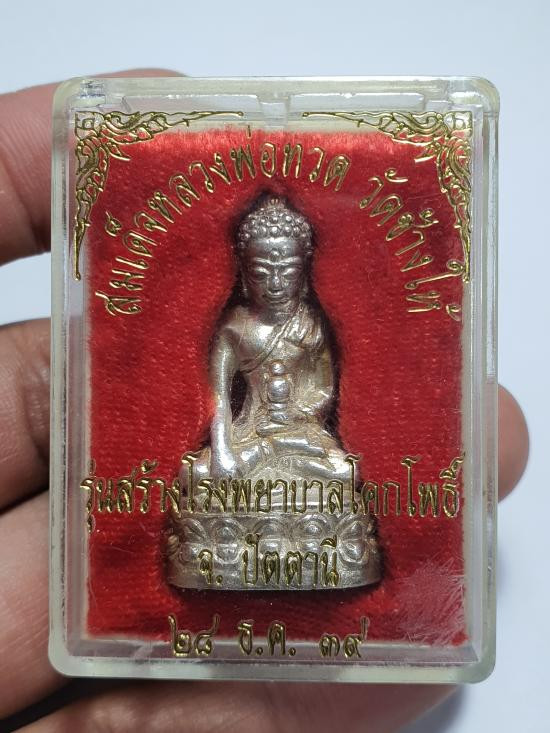 สมเด็จหลวงพ่อทวด วัดช้างให้
รุ่นสร้างโรงพยาบาลโคกโพธิ์
จ. ปัตตานี
๒๘ ธ.ค. ๓๙